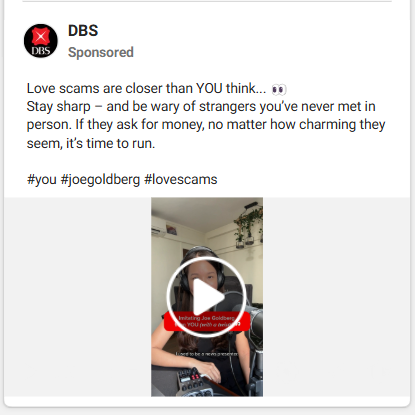 DBS
DBS
Sponsored
Love scams are closer than YOU think... 👀
Stay sharp – and be wary of strangers you've never met in
person. If they ask for money, no matter how charming they
seem, it's time to run.
#you #joegoldberg #lovescams
Imitating Joe Goldberg
YOU (with a
I used to be a news presenter